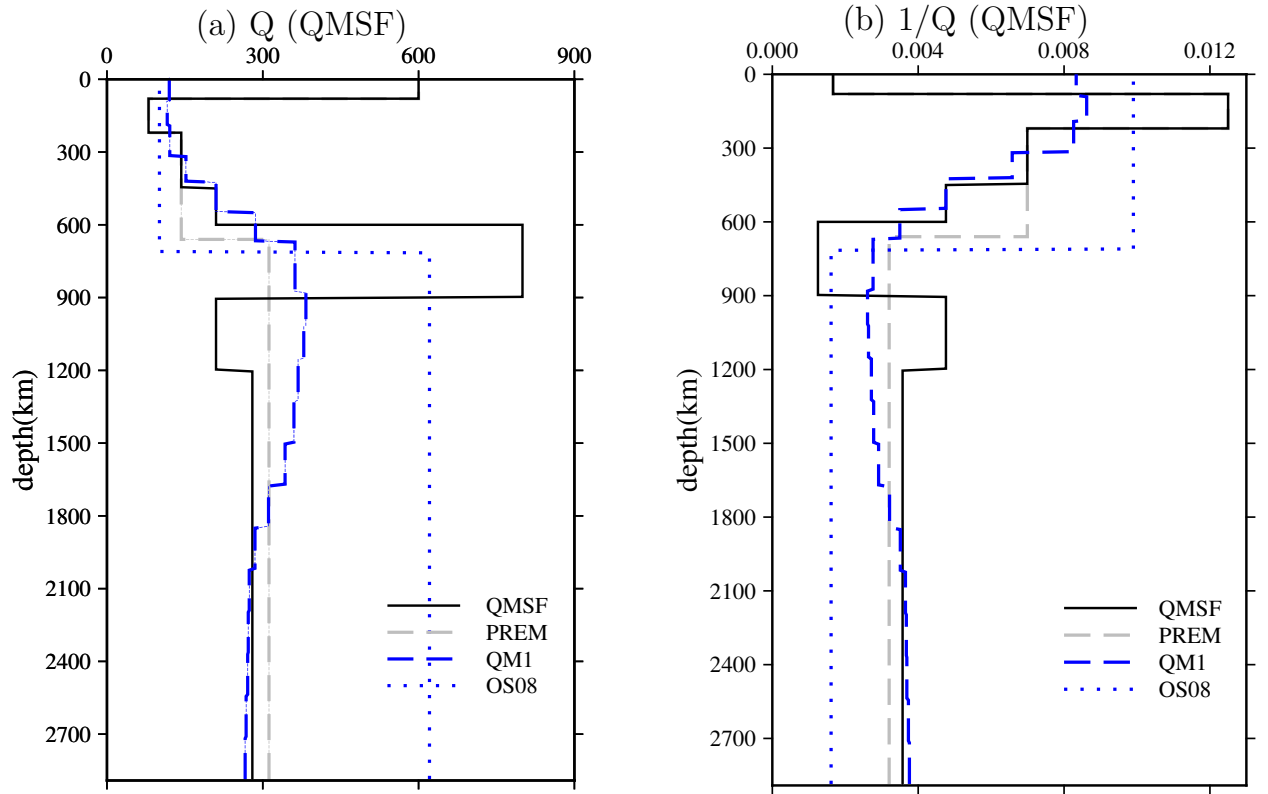 (a) Q (QMSF)
0 300 600 900
0
300
600
900
1200
1500
1800
2100
2400
2700
depth(km)
QMSF
PREM
QM1
OS08
(b) 1/Q (QMSF)
0.000 0.004 0.008 0.012
0
300
600
900
1200
1500
1800
2100
2400
2700
depth(km)
QMSF
PREM
QM1
OS08